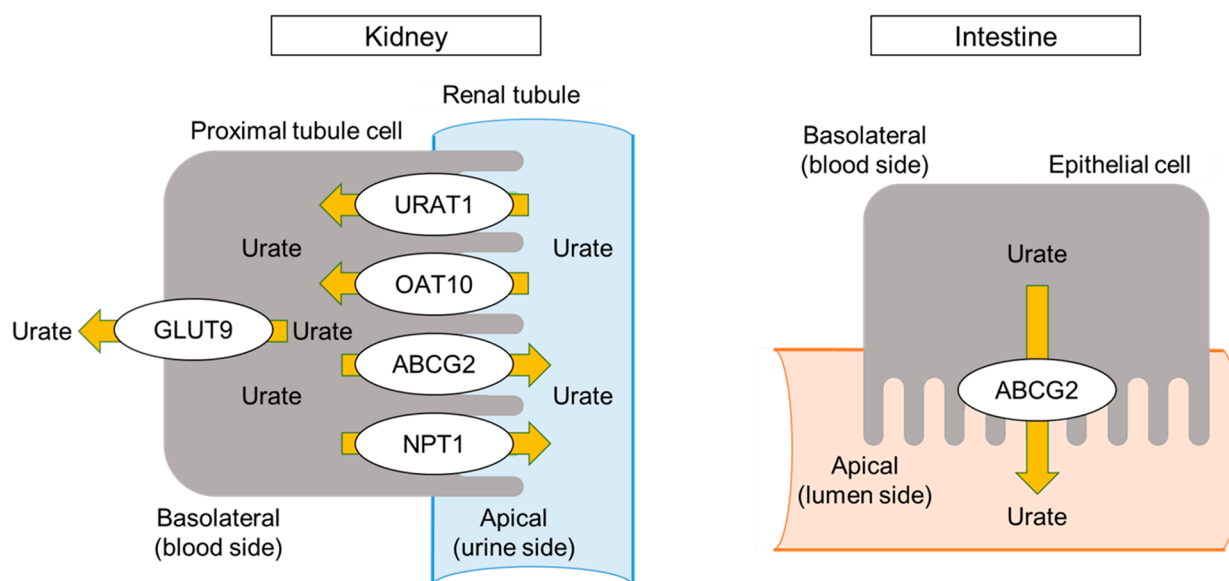 Kidney
Renal tubule
Proximal tubule cell
URAT1
Urate
Urate
OAT10
Urate
GLUT9
Urate
ABCG2
Urate
Urate
NPT1
Basolateral
(blood side)
Apical
(urine side)
Intestine
Basolateral
(blood side)
Epithelial cell
Urate
ABCG2
Apical
(lumen side)
Urate